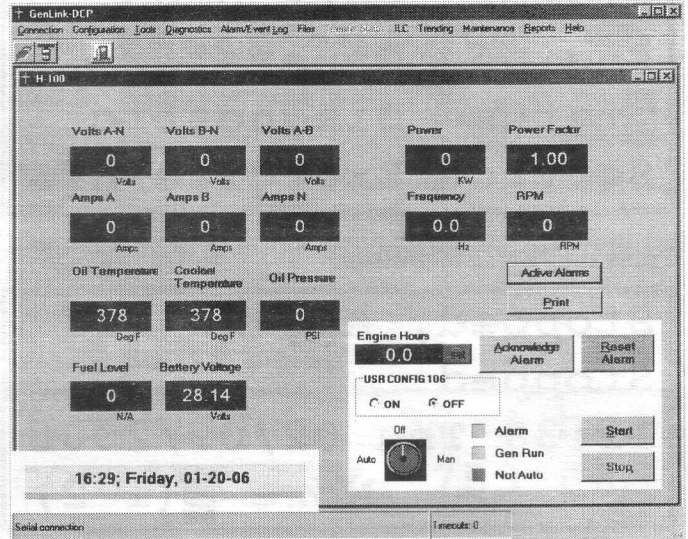 GenLink-DCP
Connection Configuration Tools Diagnostics Alarm/Event Log Files ILC Trending Maintenance Reports Help
H-100
Volts A-N Volts B-N Volts A-B Power Power Factor
0 0 0 0 1.00
Volts Volts Volts KW
Amps A Amps B Amps N Frequency RPM
0 0 0 0.0 0
Amps Amps Amps Hz RPM
Oil Temperature Coolant Temperature Oil Pressure
378 378 0
Deg F Deg F PSI
Active Alarms
Print
Fuel Level Battery Voltage
0 28.14
N/A Volts
Engine Hours
0.0
Acknowledge Alarm
Reset Alarm
USR CONFIG 106
ON OFF
Off
Auto Man
Alarm
Gen Run
Not Auto
Start
Stop
16:29; Friday, 01-20-06
Serial connection Timeouts: 0